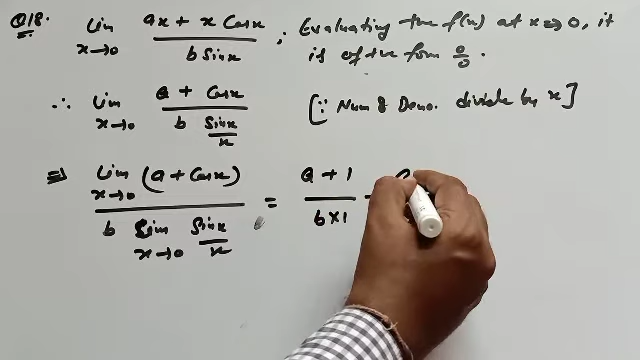 Q18. Lim x→0 ax + x Cosx / b Sinx ; Evaluating the f(x) at x=0, it is of the form 0/0.
∴ Lim x→0 a + Cosx / b Sinx/x [∵ Num & Deno. divide by x]
⇒ Lim x→0 (a + Cosx) / b Lim x→0 Sinx/x = a + 1 / b×1